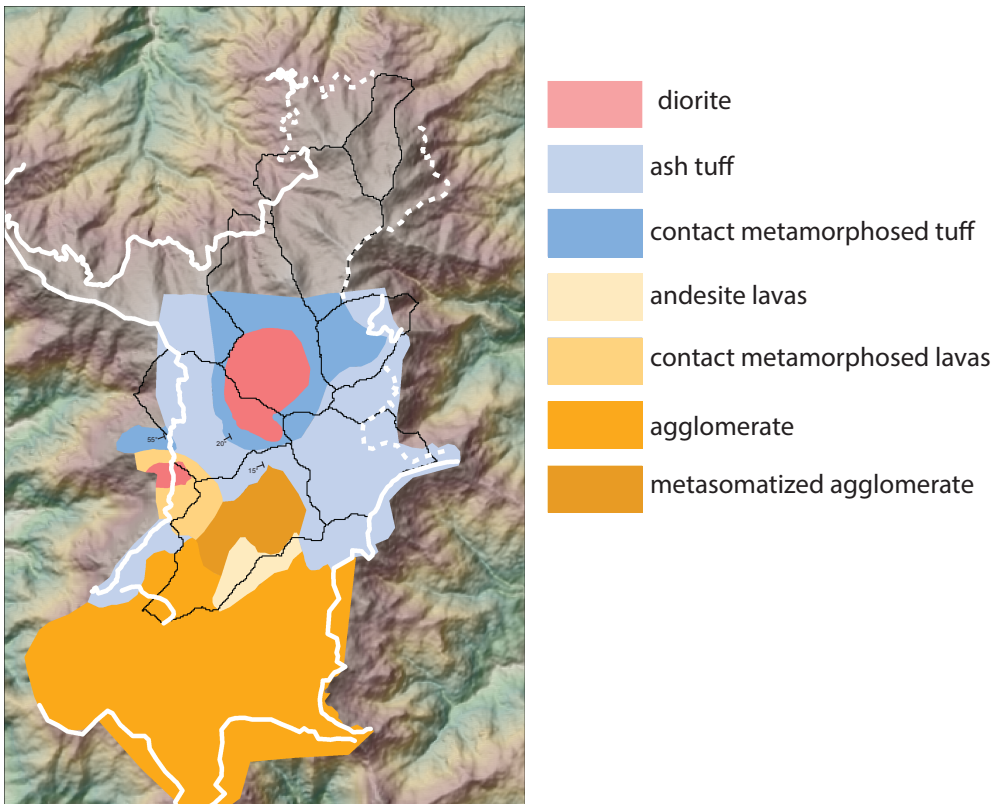 diorite
ash tuff
contact metamorphosed tuff
andesite lavas
contact metamorphosed lavas
agglomerate
metasomatized agglomerate
55°
20°
15°